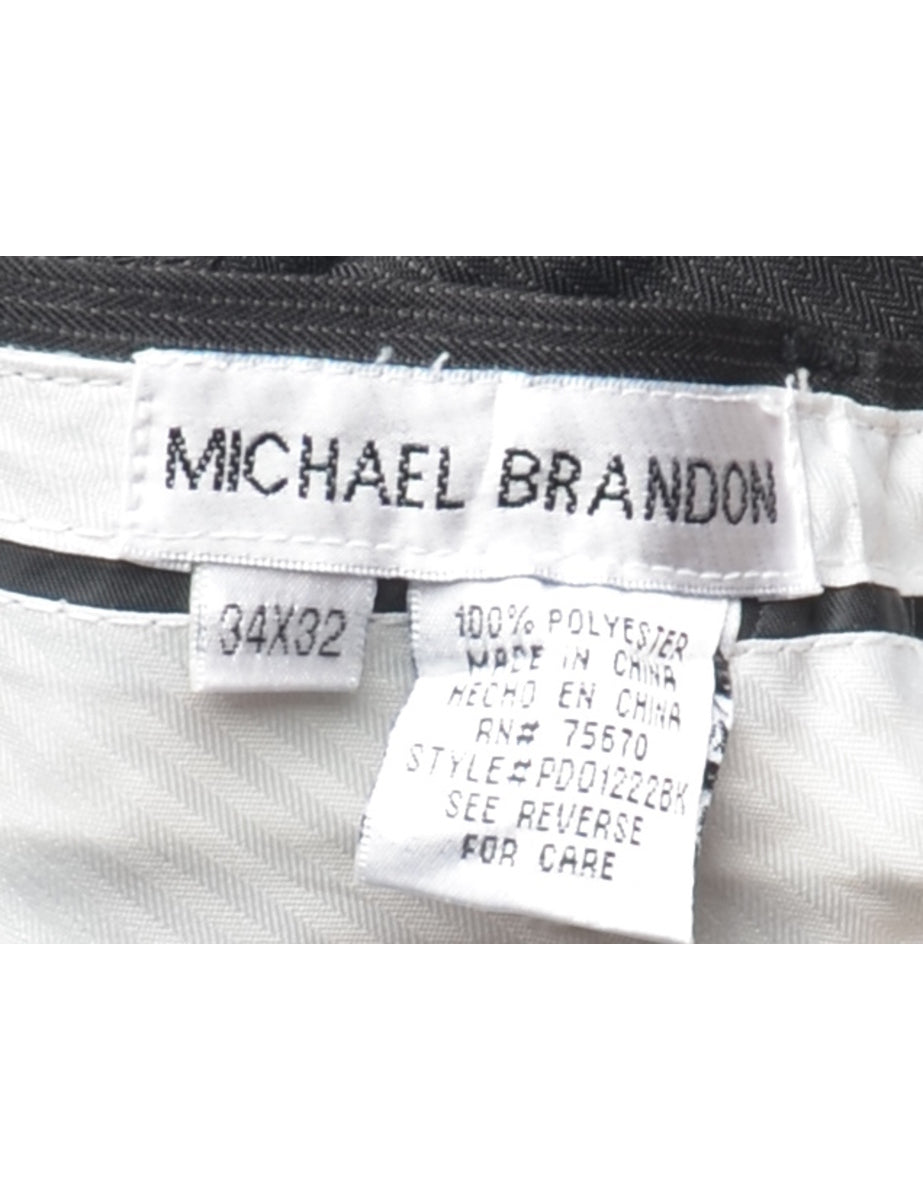 MICHAEL BRANDON
34X32
100% POLYESTER
MADE IN CHINA
HECHO EN CHINA
RN# 75670
STYLE# PD01222BK
SEE REVERSE
FOR CARE